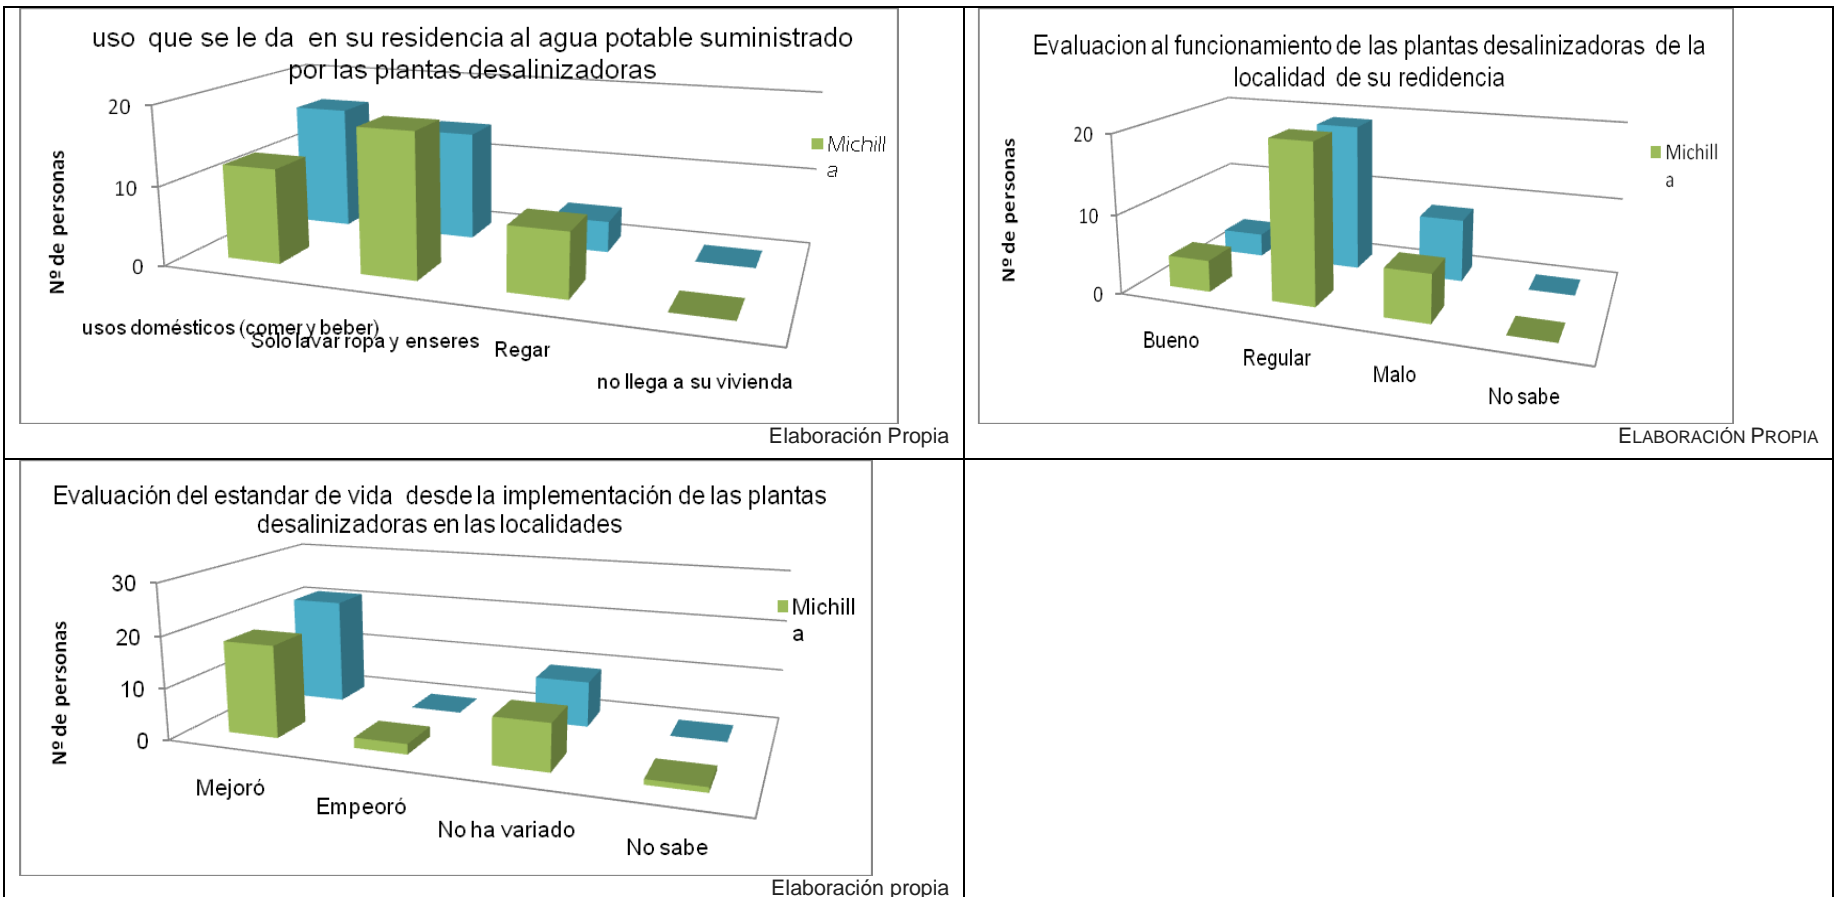 uso que se le da en su residencia al agua potable suministrado
por las plantas desalinizadoras
20
10
0
Nº de personas
Michill
a
usos domésticos (comer y beber)
Sólo lavar ropa y enseres
Regar
no llega a su vivienda
Elaboración Propia
Evaluacion al funcionamiento de las plantas desalinizadoras de la
localidad de su redidencia
20
10
0
Nº de personas
Michill
a
Bueno
Regular
Malo
No sabe
ELABORACIÓN PROPIA
Evaluación del estandar de vida desde la implementación de las plantas
desalinizadoras en las localidades
30
20
10
0
Nº de personas
Michill
a
Mejoró
Empeoró
No ha variado
No sabe
Elaboración propia